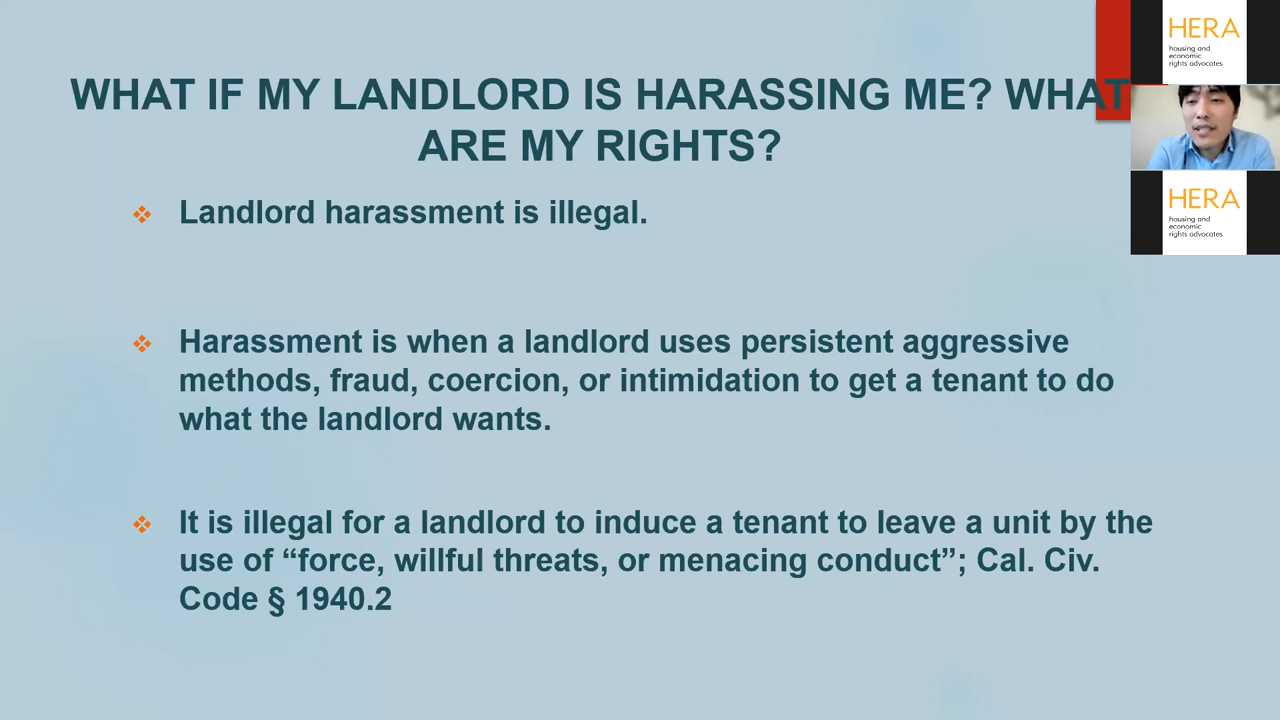 WHAT IF MY LANDLORD IS HARASSING ME? WHAT
ARE MY RIGHTS?
Landlord harassment is illegal.
Harassment is when a landlord uses persistent aggressive
methods, fraud, coercion, or intimidation to get a tenant to do
what the landlord wants.
It is illegal for a landlord to induce a tenant to leave a unit by the
use of “force, willful threats, or menacing conduct”; Cal. Civ.
Code § 1940.2
HERA
housing and
economic
rights advocates
HERA
housing and
economic
rights advocates